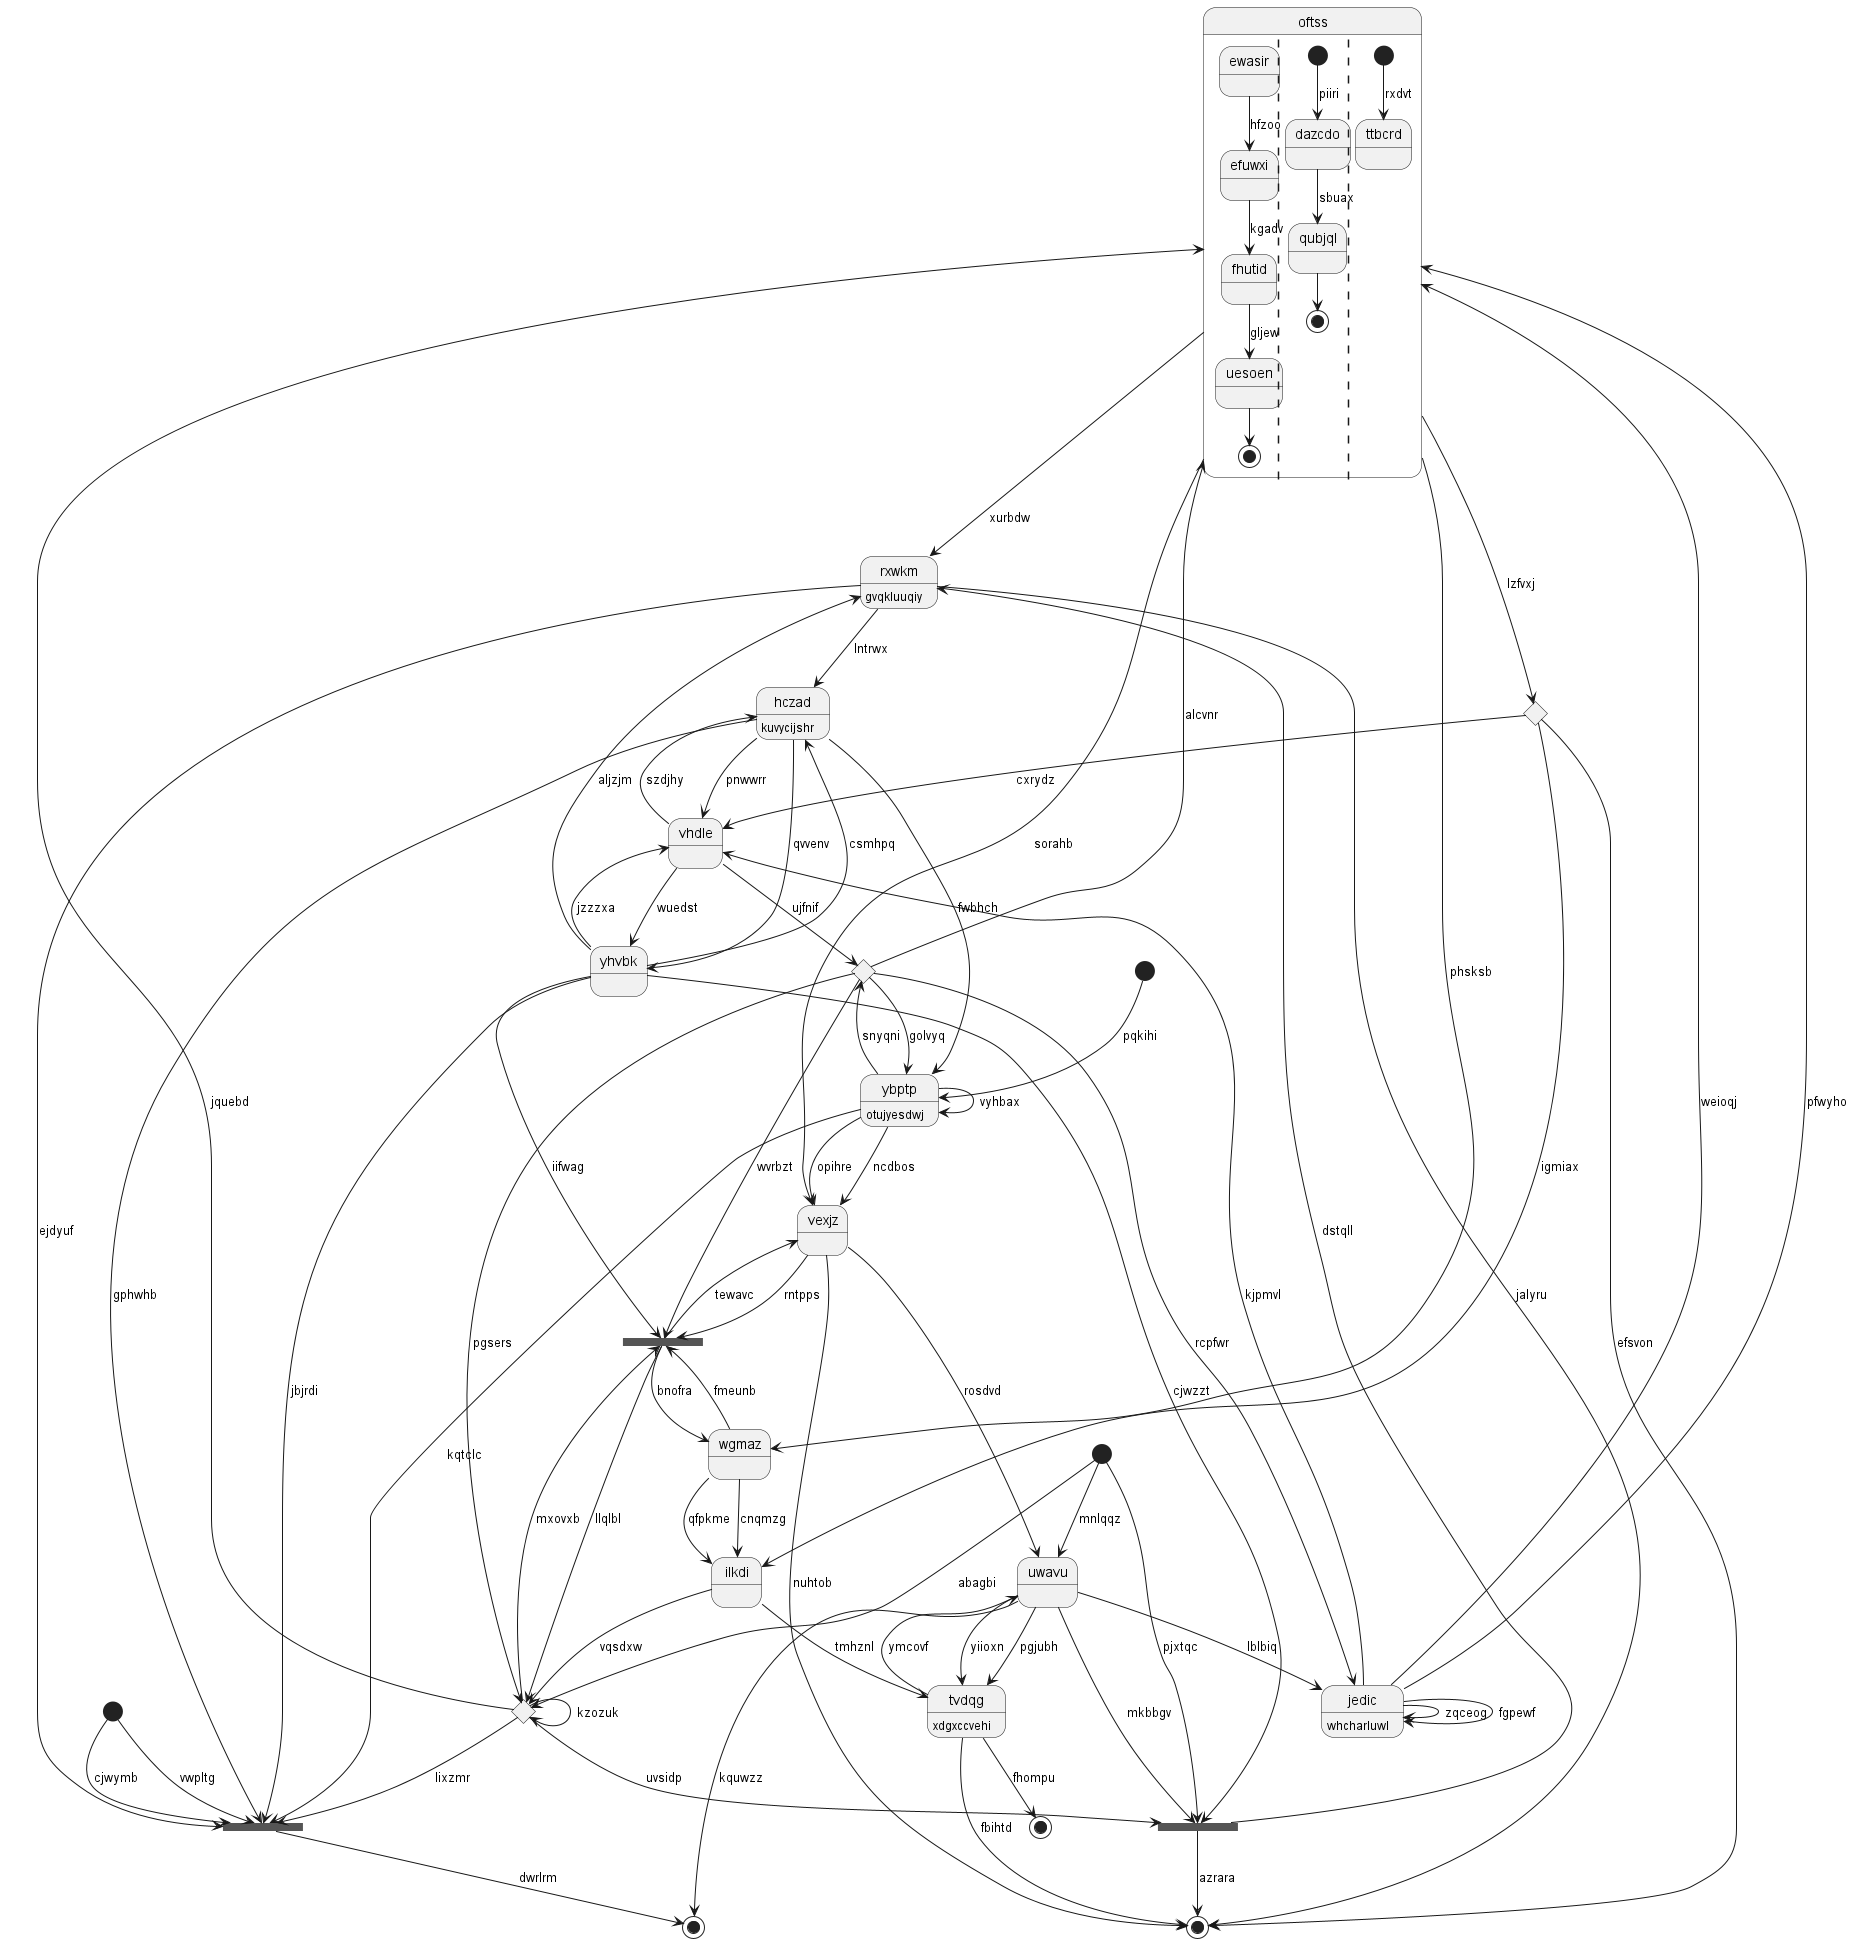 oftss
ewasir
piiri
rxdvt
hfzoo
dazcdo
ttbcrd
efuwxi
sbuax
kgadv
qubjql
fhutid
gljew
uesoen
xurbdw
rxwkm
gvqkluuqiy
lzfvxj
lntrwx
hczad
kuvycijshr
alcvnr
aljzjm
szdjhy
pnwwrr
cxrydz
vhdle
qvvenv
csmhpq
sorahb
jzzzxa
wuedst
ujfnif
fwbhch
yhvbk
phsksb
snyqni
golvyq
pqkihi
ybptp
otujyesdwj
vyhbax
jquebd
weioqj
pfwyho
iifwag
wvrbzt
opihre
ncdbos
igmiax
vexjz
ejdyuf
dstqll
gphwhb
tewavc
rntpps
kjpmvl
jalyru
pgsers
rcpfwr
efsvon
jbjrdi
bnofra
fmeunb
rosdvd
cjwzzt
kqtclc
wgmaz
mxovxb
llqlbl
qfpkme
cnqmzg
mnlqqz
ilkdi
nuhtob
abagbi
uwavu
vqsdxw
tmhznl
ymcovf
yiioxn
pgjubh
pjxtqc
lblbiq
tvdqg
xdgxccvehi
jedic
whcharluwl
kzozuk
mkbbgv
zqceog
fgpewf
cjwymb
vwpltg
lixzmr
uvsidp
kquwzz
fhompu
fbihtd
dwrlrm
azrara